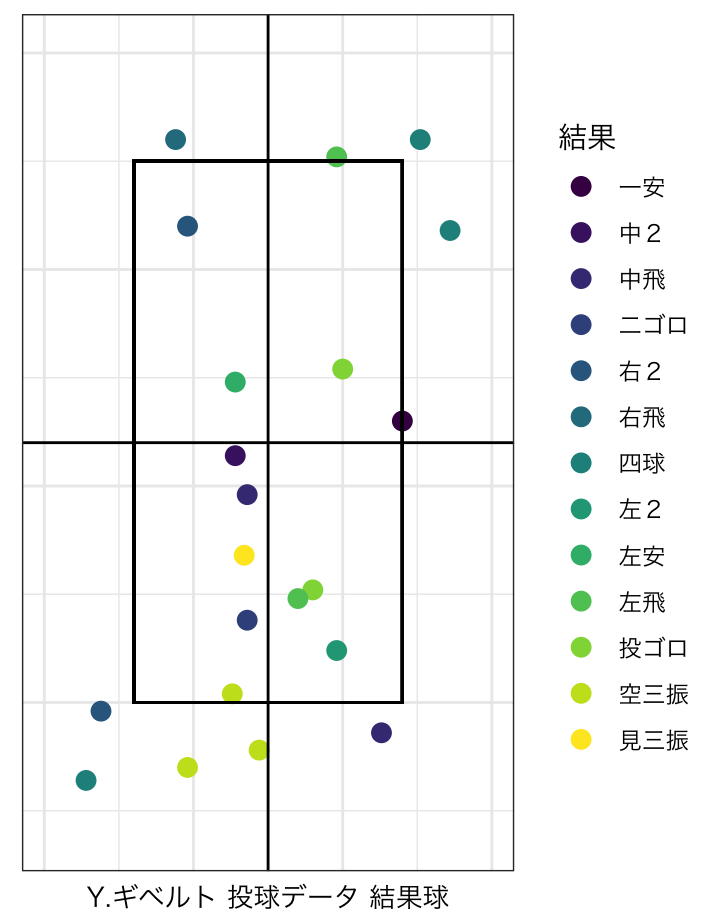 結果
一安
中２
中飛
ニゴロ
右２
右飛
四球
左２
左安
左飛
投ゴロ
空三振
見三振
Y.ギベルト 投球データ 結果球